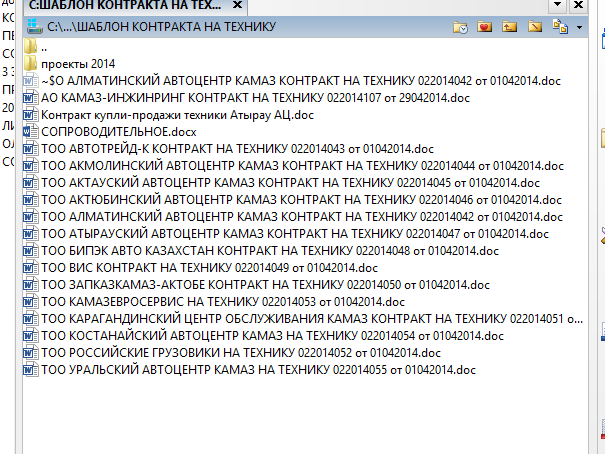 С:ШАБЛОН КОНТРАКТА НА ТЕХ...
C:\...\ШАБЛОН КОНТРАКТА НА ТЕХНИКУ
..
проекты 2014
~$О АЛМАТИНСКИЙ АВТОЦЕНТР КАМАЗ КОНТРАКТ НА ТЕХНИКУ 022014042 от 01042014.doc
АО КАМАЗ-ИНЖИНРИНГ КОНТРАКТ НА ТЕХНИКУ 022014107 от 29042014.doc
Контракт купли-продажи техники Атырау АЦ.doc
СОПРОВОДИТЕЛЬНОЕ.docx
ТОО АВТОТРЕЙД-К КОНТРАКТ НА ТЕХНИКУ 022014043 от 01042014.doc
ТОО АКМОЛИНСКИЙ АВТОЦЕНТР КАМАЗ КОНТРАКТ НА ТЕХНИКУ 022014044 от 01042014.doc
ТОО АКТАУСКИЙ АВТОЦЕНТР КАМАЗ КОНТРАКТ НА ТЕХНИКУ 022014045 от 01042014.doc
ТОО АКТЮБИНСКИЙ АВТОЦЕНТР КАМАЗ КОНТРАКТ НА ТЕХНИКУ 022014046 от 01042014.doc
ТОО АЛМАТИНСКИЙ АВТОЦЕНТР КАМАЗ КОНТРАКТ НА ТЕХНИКУ 022014042 от 01042014.doc
ТОО АТЫРАУСКИЙ АВТОЦЕНТР КАМАЗ КОНТРАКТ НА ТЕХНИКУ 022014047 от 01042014.doc
ТОО БИПЭК АВТО КАЗАХСТАН КОНТРАКТ НА ТЕХНИКУ 022014048 от 01042014.doc
ТОО ВИС КОНТРАКТ НА ТЕХНИКУ 022014049 от 01042014.doc
ТОО ЗАПКАЗКАМАЗ-АКТОБЕ КОНТРАКТ НА ТЕХНИКУ 022014050 от 01042014.doc
ТОО КАМАЗЕВРОСЕРВИС НА ТЕХНИКУ 022014053 от 01042014.doc
ТОО КАРАГАНДИНСКИЙ ЦЕНТР ОБСЛУЖИВАНИЯ КАМАЗ КОНТРАКТ НА ТЕХНИКУ 022014051 о...
ТОО КОСТАНАЙСКИЙ АВТОЦЕНТР КАМАЗ НА ТЕХНИКУ 022014054 от 01042014.doc
ТОО РОССИЙСКИЕ ГРУЗОВИКИ НА ТЕХНИКУ 022014052 от 01042014.doc
ТОО УРАЛЬСКИЙ АВТОЦЕНТР КАМАЗ НА ТЕХНИКУ 022014055 от 01042014.doc